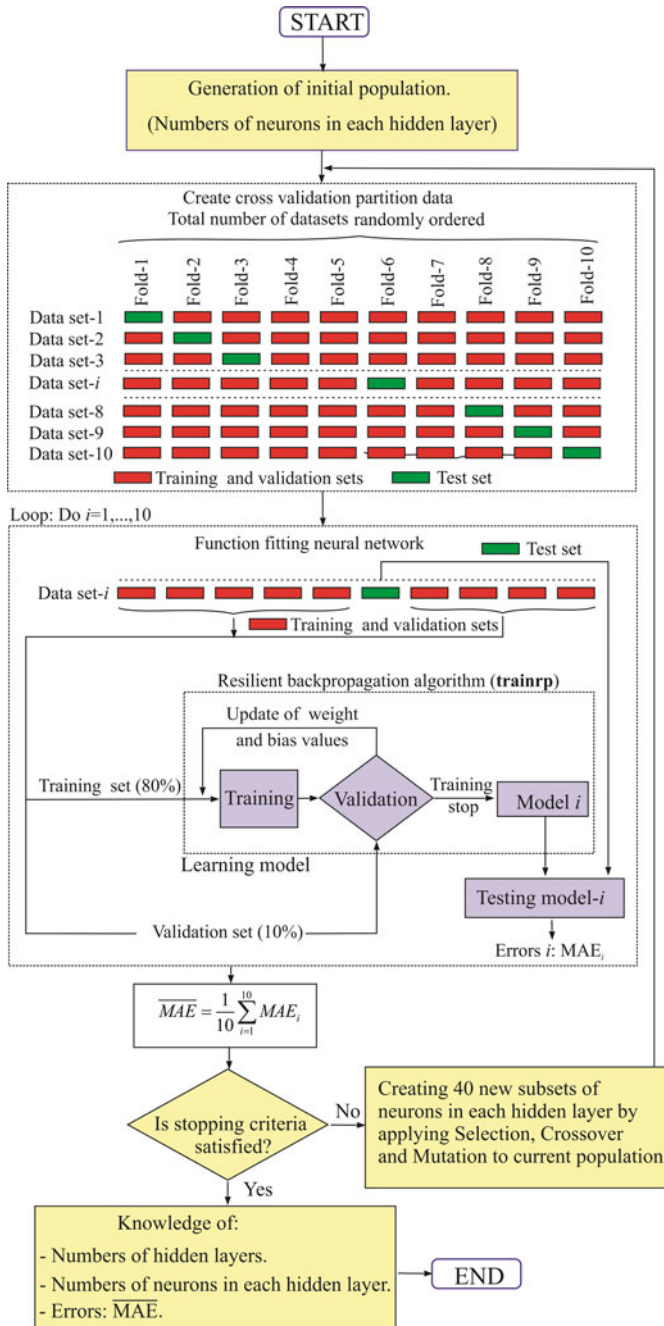 START
Generation of initial population.
(Numbers of neurons in each hidden layer)
Create cross validation partition data
Total number of datasets randomly ordered
Fold-1 Fold-2 Fold-3 Fold-4 Fold-5 Fold-6 Fold-7 Fold-8 Fold-9 Fold-10
Data set-1
Data set-2
Data set-3
Data set-i
Data set-8
Data set-9
Data set-10
Training and validation sets Test set
Loop: Do i=1,...,10
Function fitting neural network
Test set
Data set-i
Training and validation sets
Resilient backpropagation algorithm (trainrp)
Update of weight
and bias values
Training set (80%)
Training
Validation
Training
stop
Model i
Learning model
Testing model-i
Validation set (10%)
Errors i: MAE_i
\overline{MAE} = \frac{1}{10} \sum_{i=1}^{10} MAE_i
Is stopping criteria
satisfied?
No
Creating 40 new subsets of
neurons in each hidden layer by
applying Selection, Crossover
and Mutation to current population
Yes
Knowledge of:
- Numbers of hidden layers.
- Numbers of neurons in each hidden layer.
- Errors: \overline{MAE}.
END